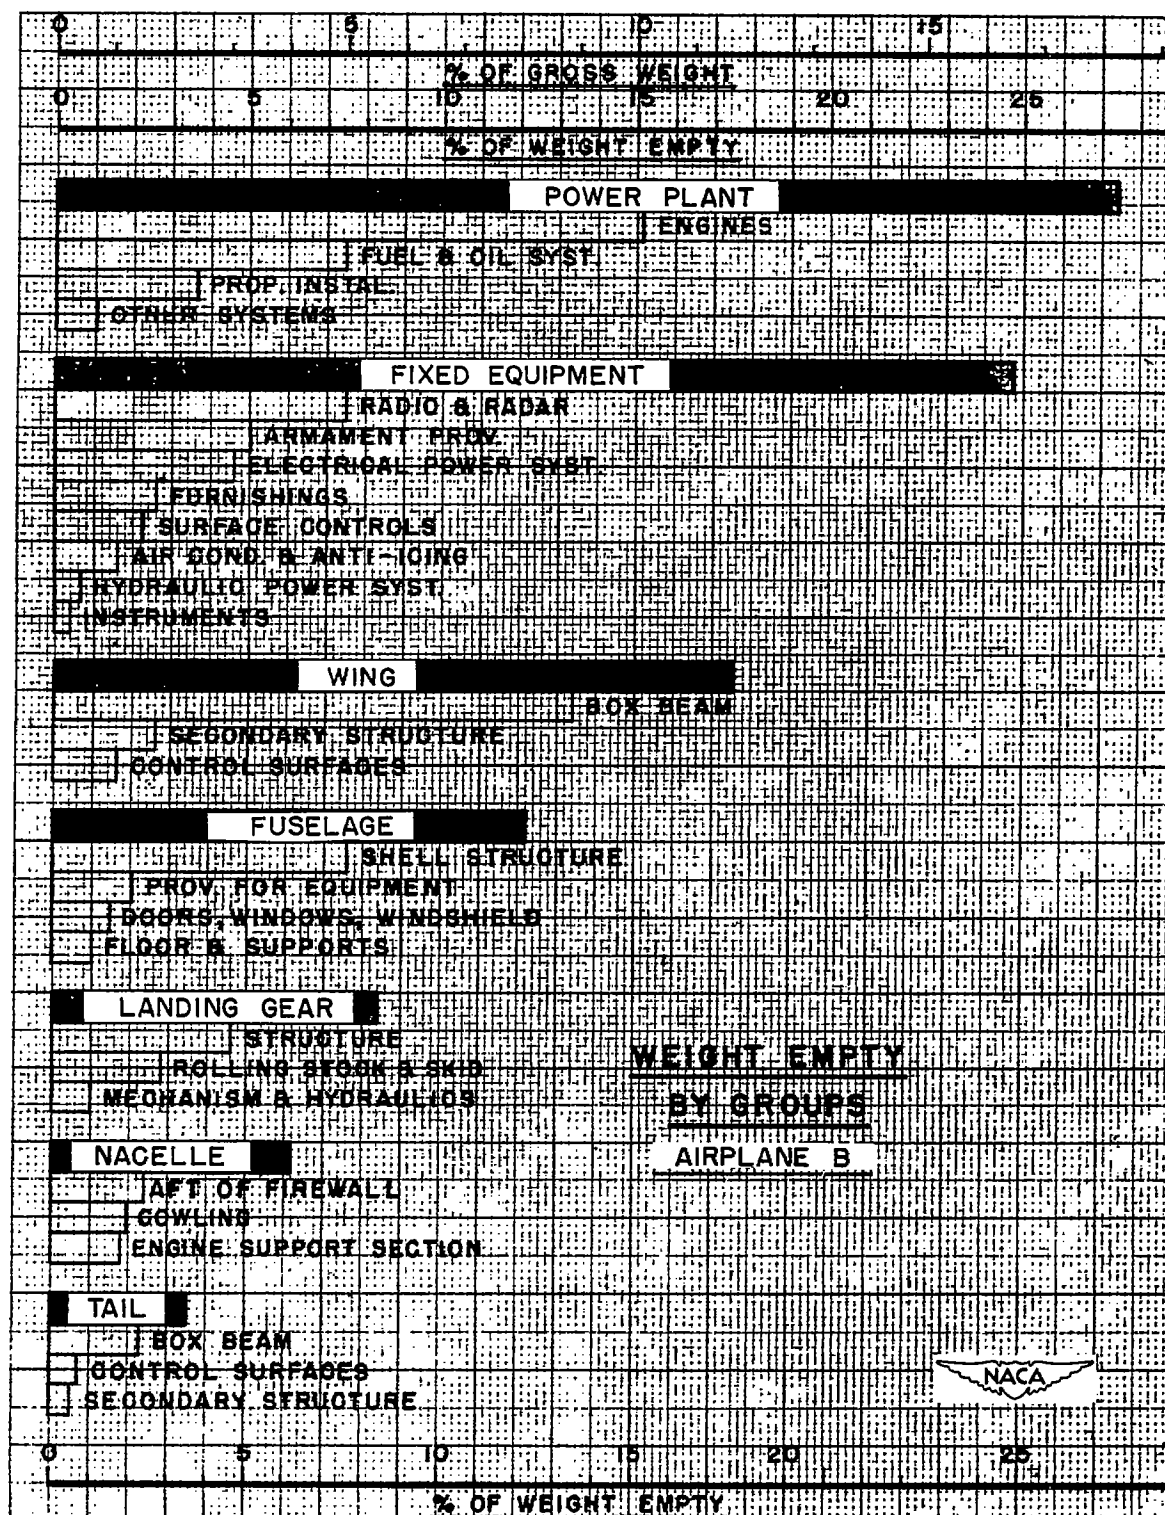 0 5 10 15
% OF GROSS WEIGHT
0 5 10 15 20 25
% OF WEIGHT EMPTY
POWER PLANT
ENGINES
FUEL & OIL SYST.
PROP. INSTAL.
OTHER SYSTEMS
FIXED EQUIPMENT
RADIO & RADAR
ARMAMENT PROV.
ELECTRICAL POWER SYST.
FURNISHINGS
SURFACE CONTROLS
AIR COND. & ANTI-ICING
HYDRAULIC POWER SYST.
INSTRUMENTS
WING
BOX BEAM
SECONDARY STRUCTURE
CONTROL SURFACES
FUSELAGE
SHELL STRUCTURE
PROV. FOR EQUIPMENT
DOORS, WINDOWS, WINDSHIELD
FLOOR & SUPPORTS
LANDING GEAR
STRUCTURE
ROLLING STOCK & SKID
MECHANISM & HYDRAULICS
WEIGHT EMPTY
BY GROUPS
AIRPLANE B
NACELLE
AFT OF FIREWALL
COWLING
ENGINE SUPPORT SECTION
TAIL
BOX BEAM
CONTROL SURFACES
SECONDARY STRUCTURE
NACA
0 5 10 15 20 25
% OF WEIGHT EMPTY